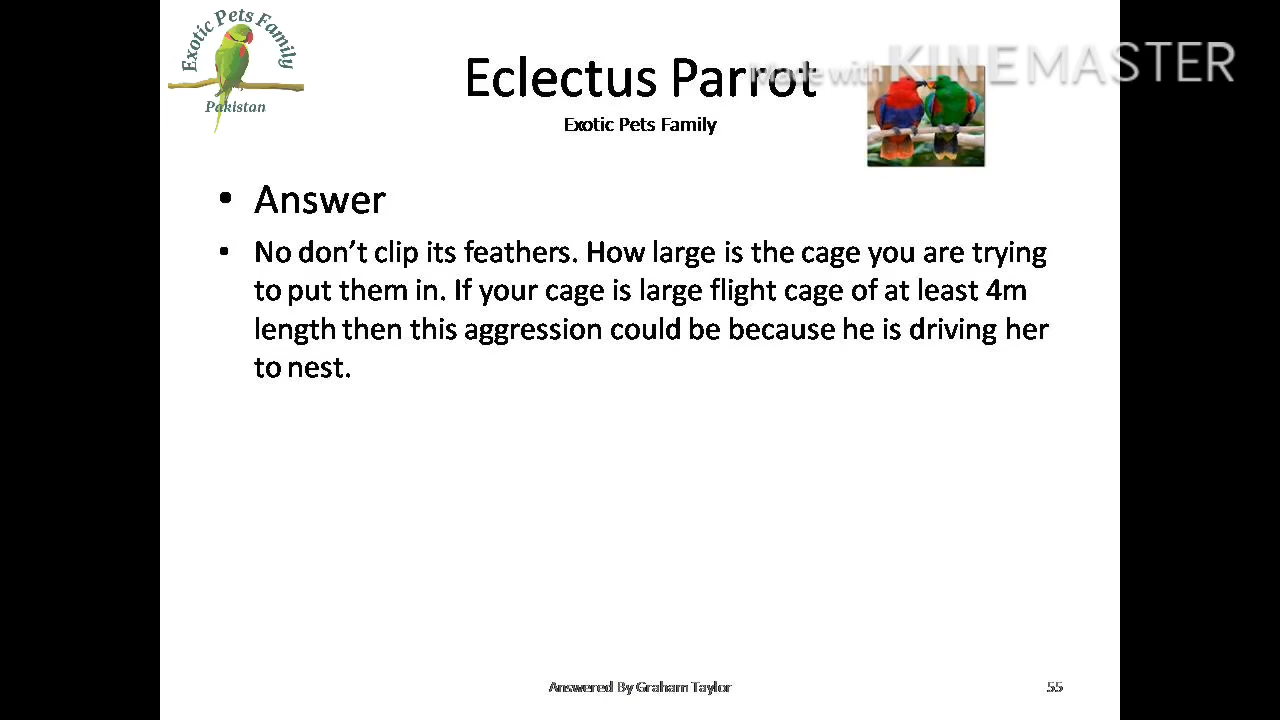 Exotic Pets Family
Pakistan
Made with KINEMASTER
Eclectus Parrot
Exotic Pets Family
• Answer
• No don’t clip its feathers. How large is the cage you are trying
to put them in. If your cage is large flight cage of at least 4m
length then this aggression could be because he is driving her
to nest.
Answered By Graham Taylor
55